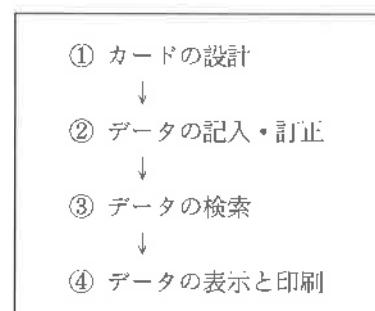 ① カードの設計
↓
② データの記入・訂正
↓
③ データの検索
↓
④ データの表示と印刷